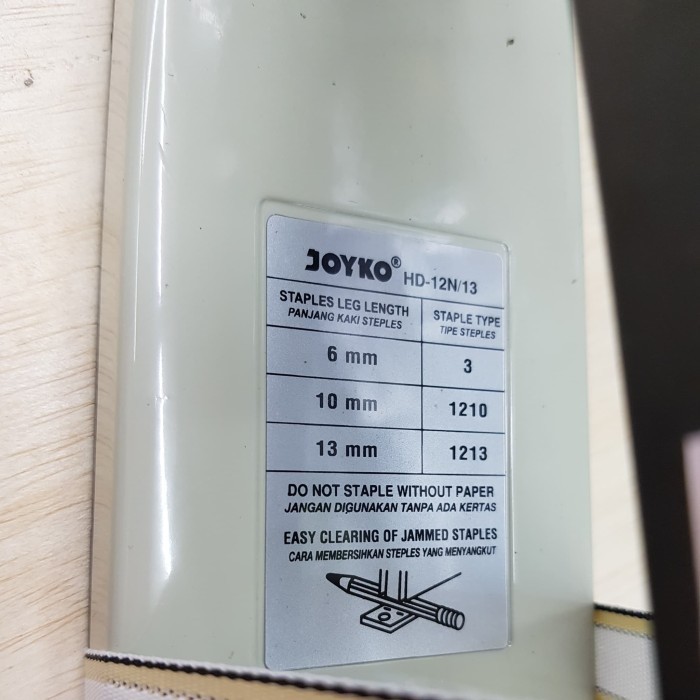 JOYKO® HD-12N/13
STAPLES LEG LENGTH
PANJANG KAKI STEPLES
STAPLE TYPE
TIPE STEPLES
6 mm 3
10 mm 1210
13 mm 1213
DO NOT STAPLE WITHOUT PAPER
JANGAN DIGUNAKAN TANPA ADA KERTAS
EASY CLEARING OF JAMMED STAPLES
CARA MEMBERSIHKAN STEPLES YANG MENYANGKUT